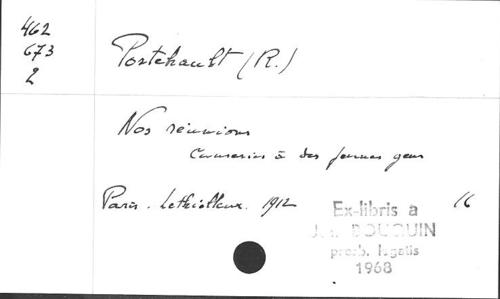 462
673
2
Portehault (R.)
Nos réunions
Causeries à des jeunes gens
Paris. Lethielleux. 1912
16
Ex-libris a
BOUQUIN
presb. legatis
1968